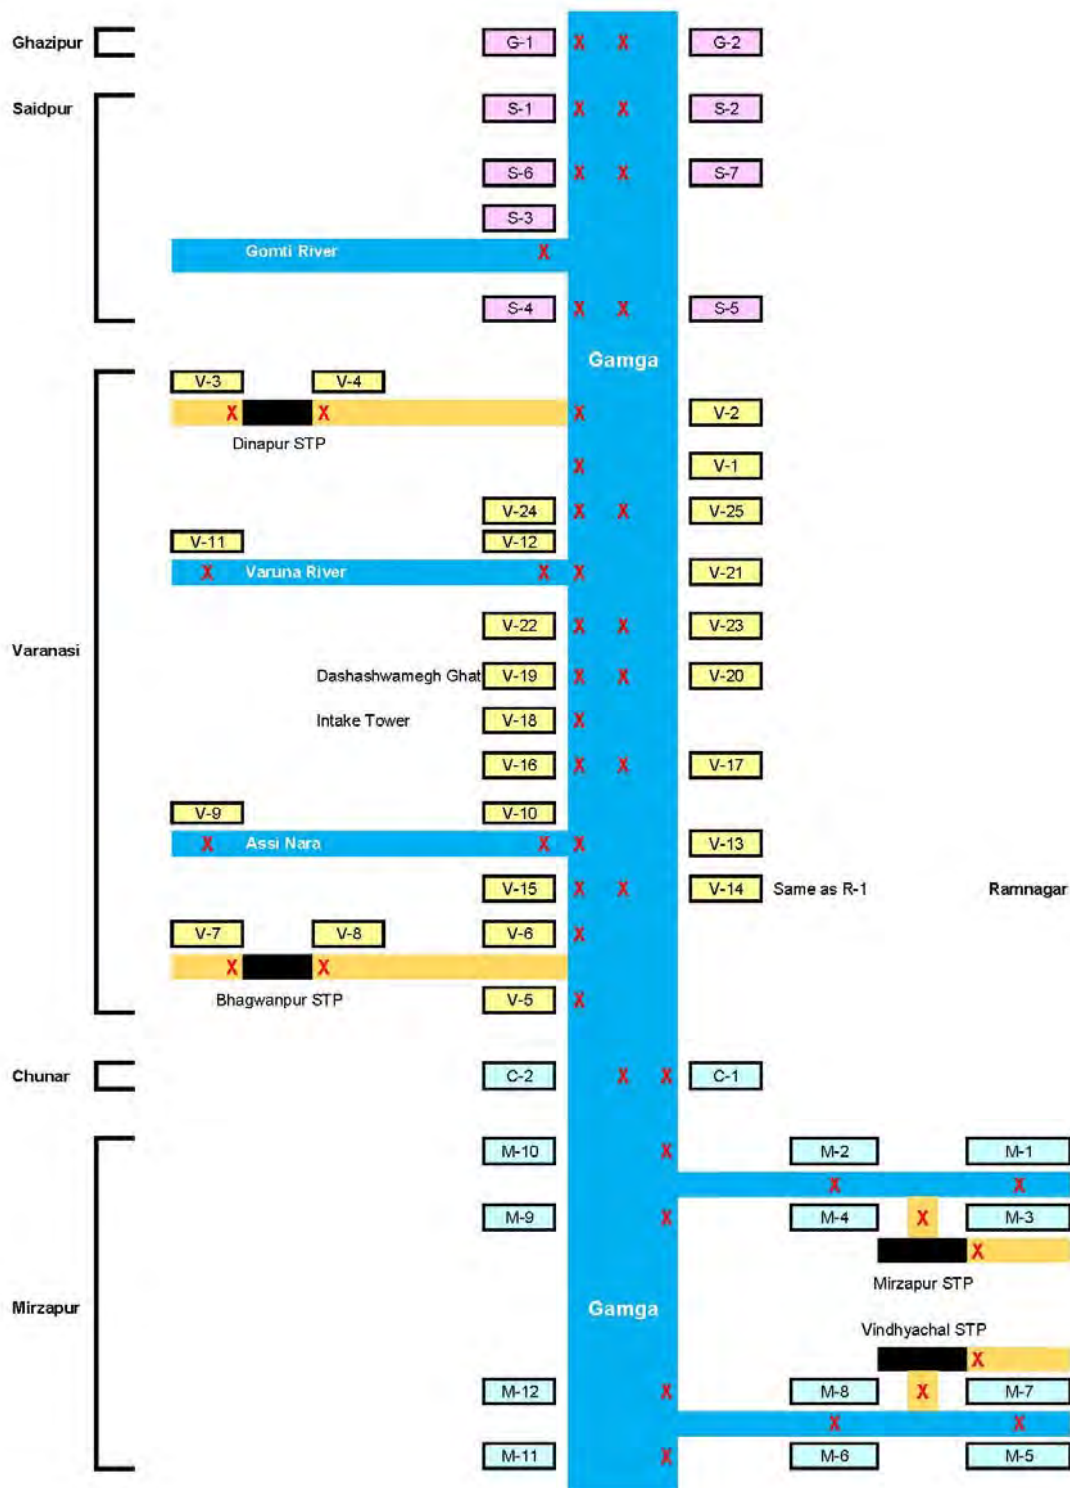 Ghazipur G-1 X X G-2
Saidpur S-1 X X S-2
S-6 X X S-7
S-3
Gomti River X
S-4 X X S-5
Gamga
V-3 V-4
X X X V-2
Dinapur STP
X V-1
V-24 X X V-25
V-11 V-12
X Varuna River X X V-21
V-22 X X V-23
Varanasi
Dashashwamegh Ghat V-19 X X V-20
Intake Tower V-18 X
V-16 X X V-17
V-9 V-10
X Assi Nara X X V-13
V-15 X X V-14 Same as R-1 Ramnagar
V-7 V-8 V-6 X
X X
Bhagwanpur STP V-5 X
Chunar C-2 X X C-1
M-10 X M-2 M-1
X X
M-9 X M-4 X M-3
X
Mirzapur STP
Mirzapur Gamga
Vindhyachal STP
X
M-12 X M-8 X M-7
X X
M-11 X M-6 M-5